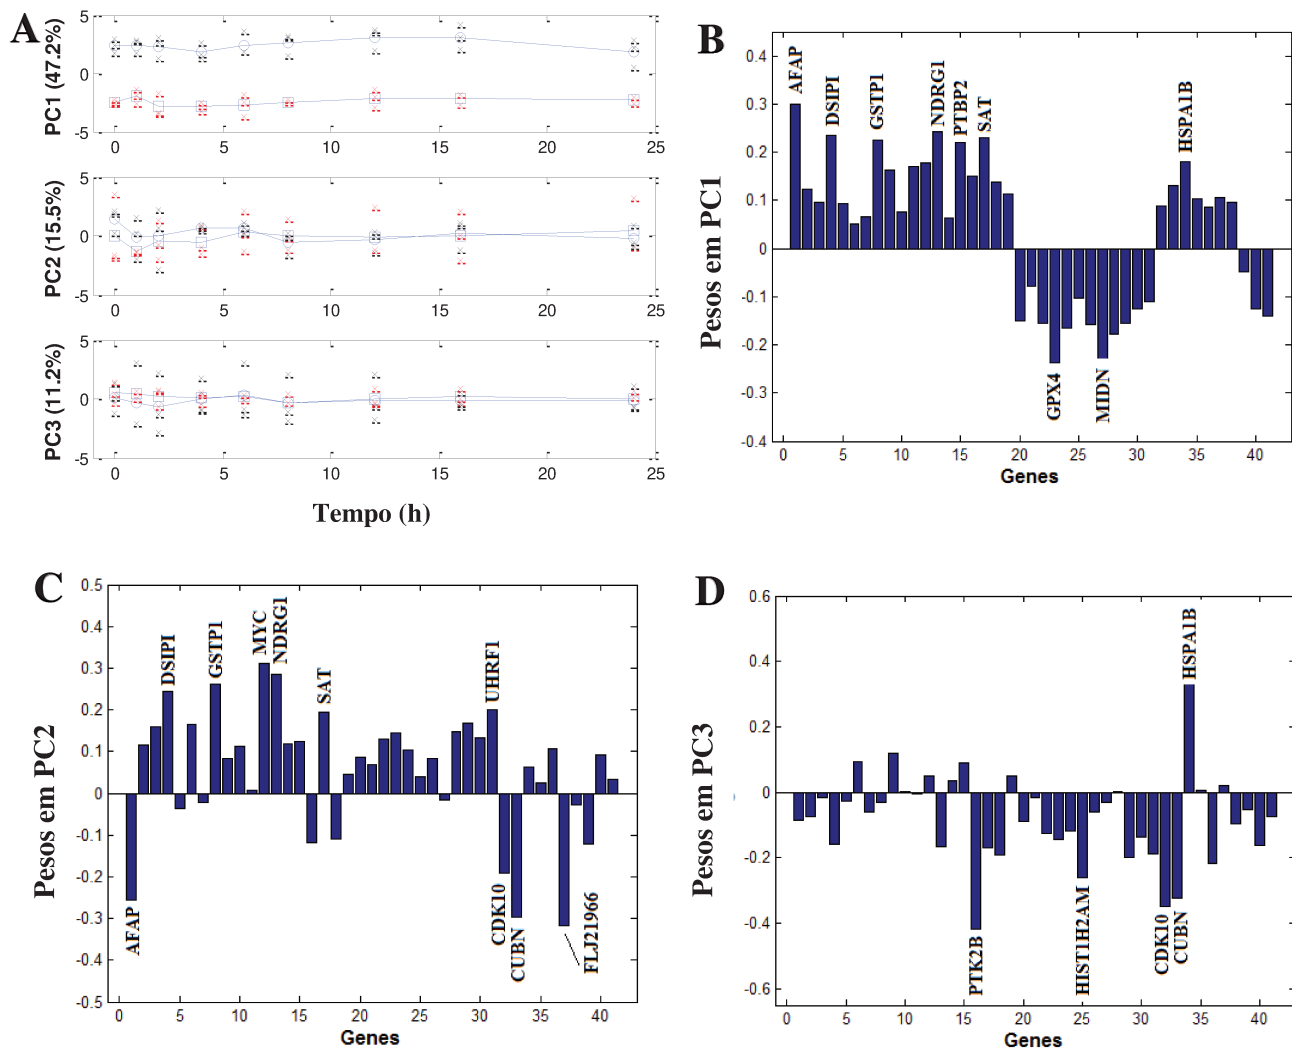 A
PC1 (47.2%)
5
0
-5
0 5 10 15 20 25
PC2 (15.5%)
5
0
-5
0 5 10 15 20 25
PC3 (11.2%)
5
0
-5
0 5 10 15 20 25
Tempo (h)
B
Pesos em PC1
0.4
0.3
0.2
0.1
0
-0.1
-0.2
-0.3
-0.4
AFAP
DSIPI
GSTP1
NDRG1
PTBP2
SAT
HSPA1B
GPX4
MIDN
0 5 10 15 20 25 30 35 40
Genes
C
Pesos em PC2
0.5
0.4
0.3
0.2
0.1
0
-0.1
-0.2
-0.3
-0.4
-0.5
AFAP
DSIPI
GSTP1
MYC
NDRG1
SAT
UHRF1
CDK10
CUBN
FLJ21966
0 5 10 15 20 25 30 35 40
Genes
D
Pesos em PC3
0.6
0.4
0.2
0
-0.2
-0.4
-0.6
PTK2B
HIST1H2AM
CDK10
CUBN
HSPA1B
0 5 10 15 20 25 30 35 40
Genes